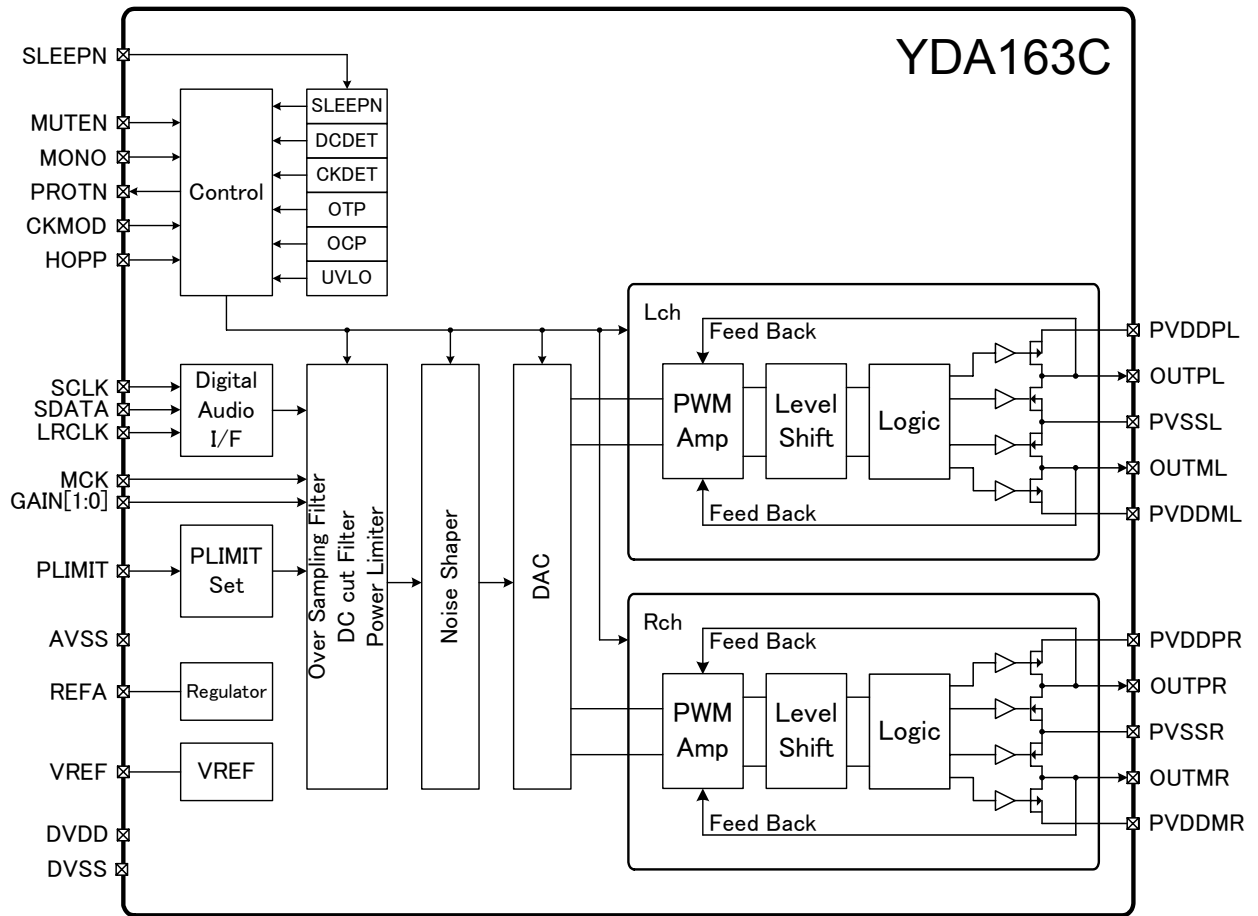 YDA163C
SLEEPN
MUTEN
MONO
PROTN
CKMOD
HOPP
Control
SLEEPN
DCDET
CKDET
OTP
OCP
UVLO
SCLK
SDATA
LRCLK
MCK
GAIN[1:0]
PLIMIT
AVSS
REFA
VREF
DVDD
DVSS
Digital
Audio
I/F
PLIMIT
Set
Regulator
VREF
Over Sampling Filter
DC cut Filter
Power Limiter
Noise Shaper
DAC
Lch
Feed Back
PWM
Amp
Level
Shift
Logic
Feed Back
PVDDPL
OUTPL
PVSSL
OUTML
PVDDML
Rch
Feed Back
PWM
Amp
Level
Shift
Logic
Feed Back
PVDDPR
OUTPR
PVSSR
OUTMR
PVDDMR